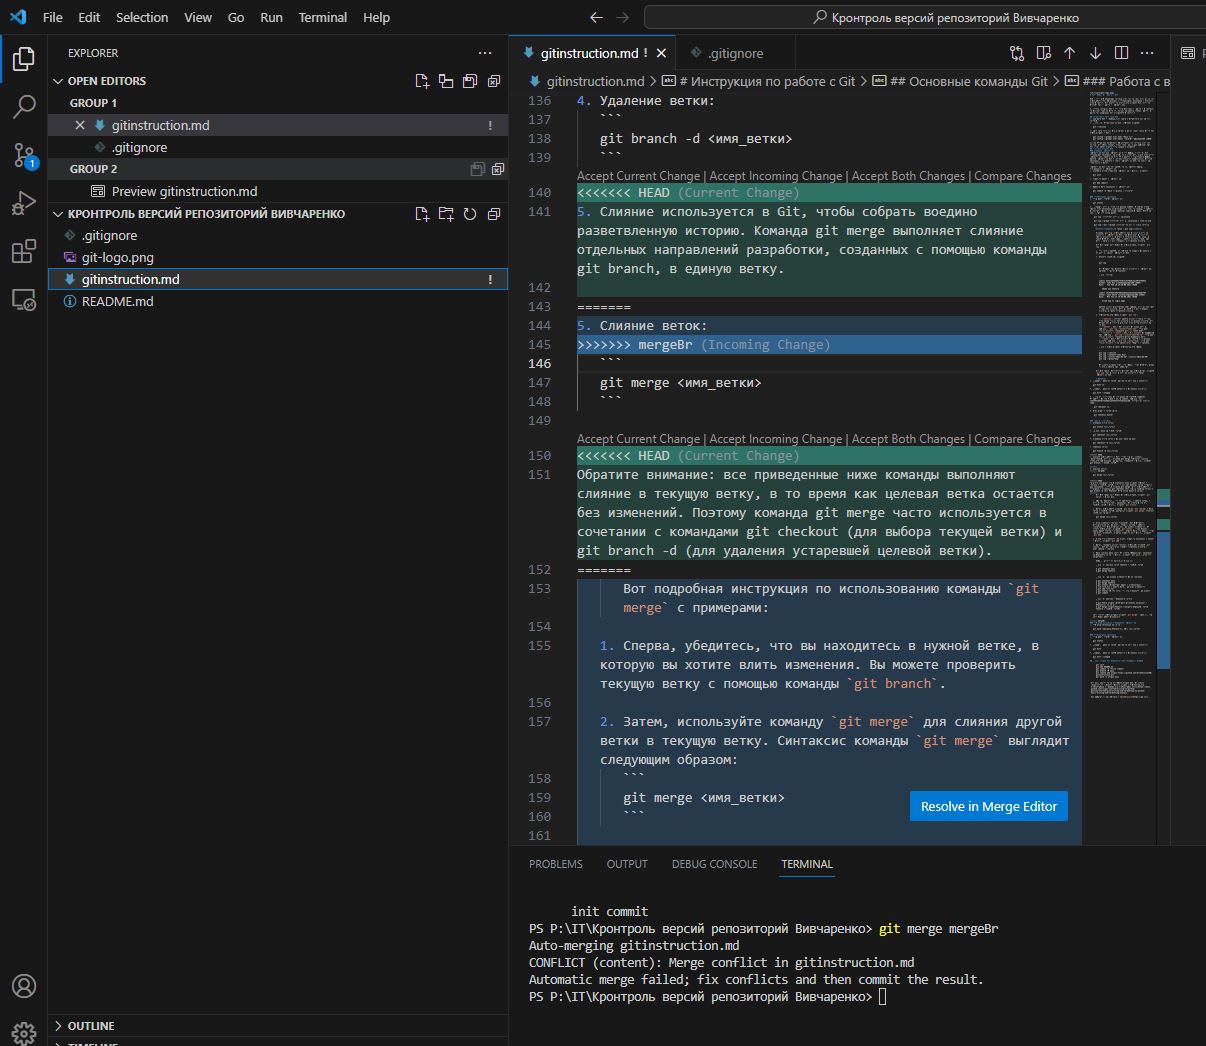 File Edit Selection View Go Run Terminal Help
Кронтроль версий репозиторий Вивчаренко
EXPLORER
OPEN EDITORS
GROUP 1
gitinstruction.md !
.gitignore
GROUP 2
Preview gitinstruction.md
КРОНТРОЛЬ ВЕРСИЙ РЕПОЗИТОРИЙ ВИВЧАРЕНКО
.gitignore
git-logo.png
gitinstruction.md !
README.md
1
OUTLINE
gitinstruction.md !
.gitignore
gitinstruction.md > # Инструкция по работе с Git > ## Основные команды Git > ### Работа с в
136 4. Удаление ветки:
137 ```
138 git branch -d <имя_ветки>
139 ```
Accept Current Change | Accept Incoming Change | Accept Both Changes | Compare Changes
140 <<<<<<< HEAD (Current Change)
141 5. Слияние используется в Git, чтобы собрать воедино
разветвленную историю. Команда git merge выполняет слияние
отдельных направлений разработки, созданных с помощью команды
git branch, в единую ветку.
142
143 =======
144 5. Слияние веток:
145 >>>>>>> mergeBr (Incoming Change)
146 ```
147 git merge <имя_ветки>
148 ```
149
Accept Current Change | Accept Incoming Change | Accept Both Changes | Compare Changes
150 <<<<<<< HEAD (Current Change)
151 Обратите внимание: все приведенные ниже команды выполняют
слияние в текущую ветку, в то время как целевая ветка остается
без изменений. Поэтому команда git merge часто используется в
сочетании с командами git checkout (для выбора текущей ветки) и
git branch -d (для удаления устаревшей целевой ветки).
152 =======
153 Вот подробная инструкция по использованию команды `git
merge` с примерами:
154
155 1. Сперва, убедитесь, что вы находитесь в нужной ветке, в
которую вы хотите влить изменения. Вы можете проверить
текущую ветку с помощью команды `git branch`.
156
157 2. Затем, используйте команду `git merge` для слияния другой
ветки в текущую ветку. Синтаксис команды `git merge` выглядит
следующим образом:
158 ```
159 git merge <имя_ветки>
160 ```
161
Resolve in Merge Editor
PROBLEMS OUTPUT DEBUG CONSOLE TERMINAL
init commit
PS P:\IT\Кронтроль версий репозиторий Вивчаренко> git merge mergeBr
Auto-merging gitinstruction.md
CONFLICT (content): Merge conflict in gitinstruction.md
Automatic merge failed; fix conflicts and then commit the result.
PS P:\IT\Кронтроль версий репозиторий Вивчаренко>